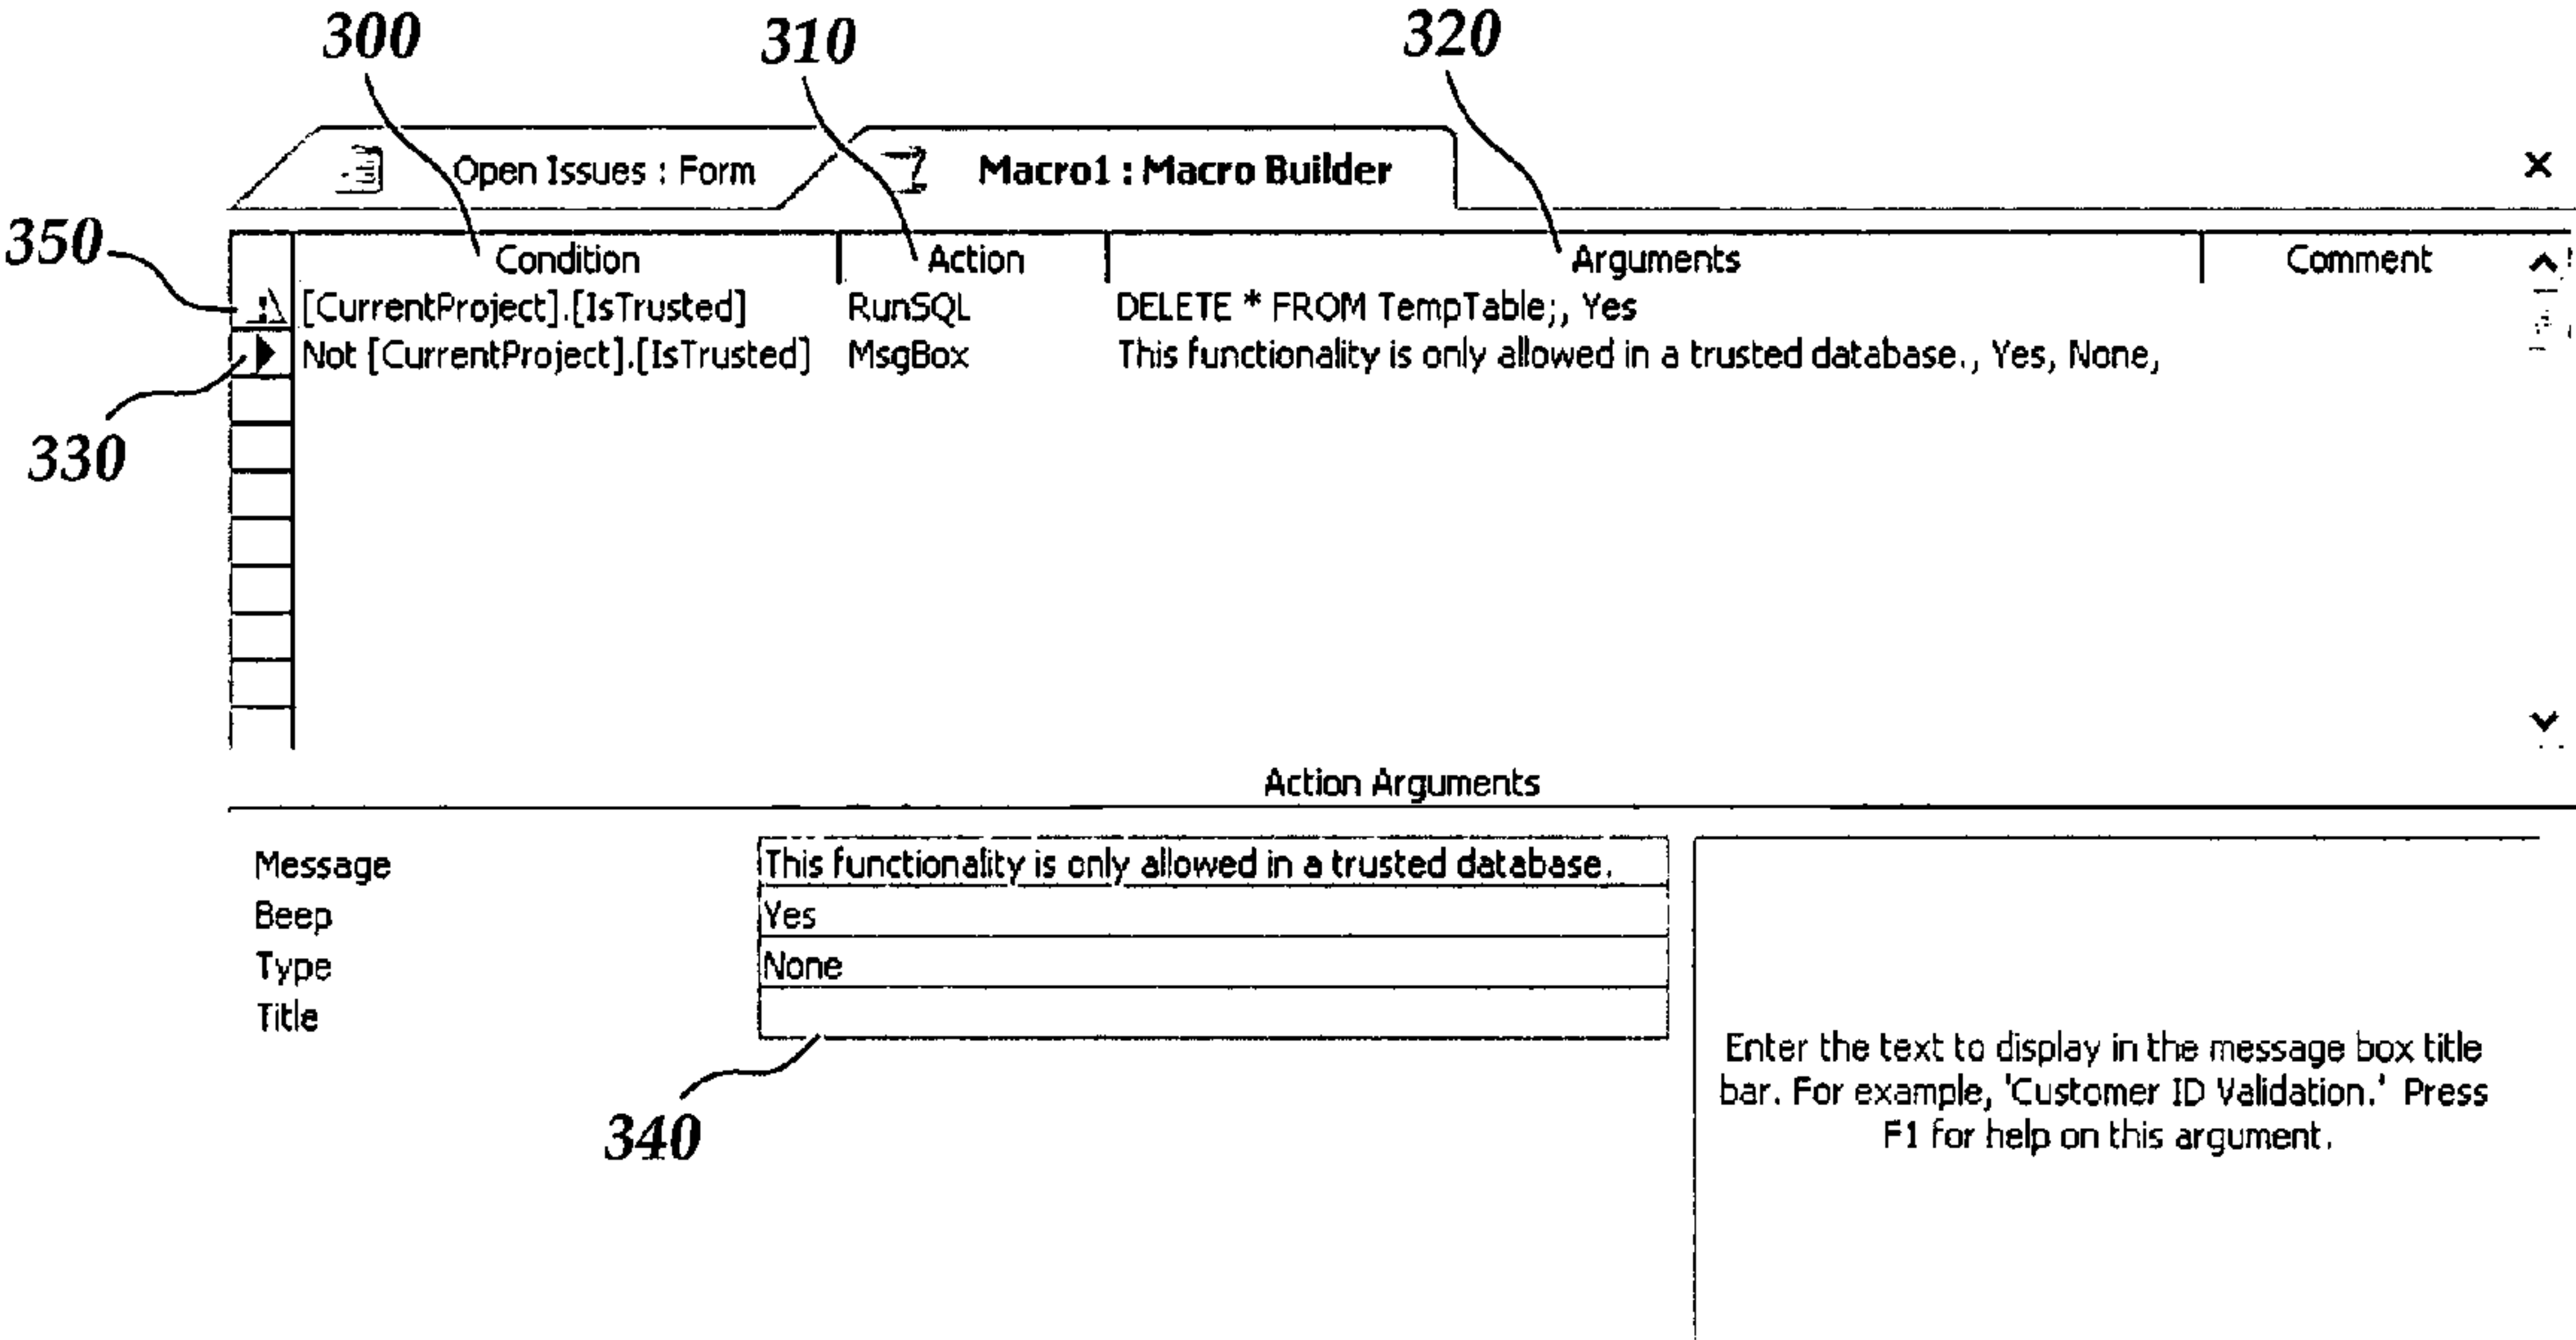 300 310 320
Open Issues : Form Macro1 : Macro Builder
350
Condition Action Arguments Comment
[CurrentProject].[IsTrusted] RunSQL DELETE * FROM TempTable;, Yes
Not [CurrentProject].[IsTrusted] MsgBox This functionality is only allowed in a trusted database., Yes, None,
330
Action Arguments
Message This functionality is only allowed in a trusted database.
Beep Yes
Type None
Title
340
Enter the text to display in the message box title
bar. For example, 'Customer ID Validation.' Press
F1 for help on this argument.